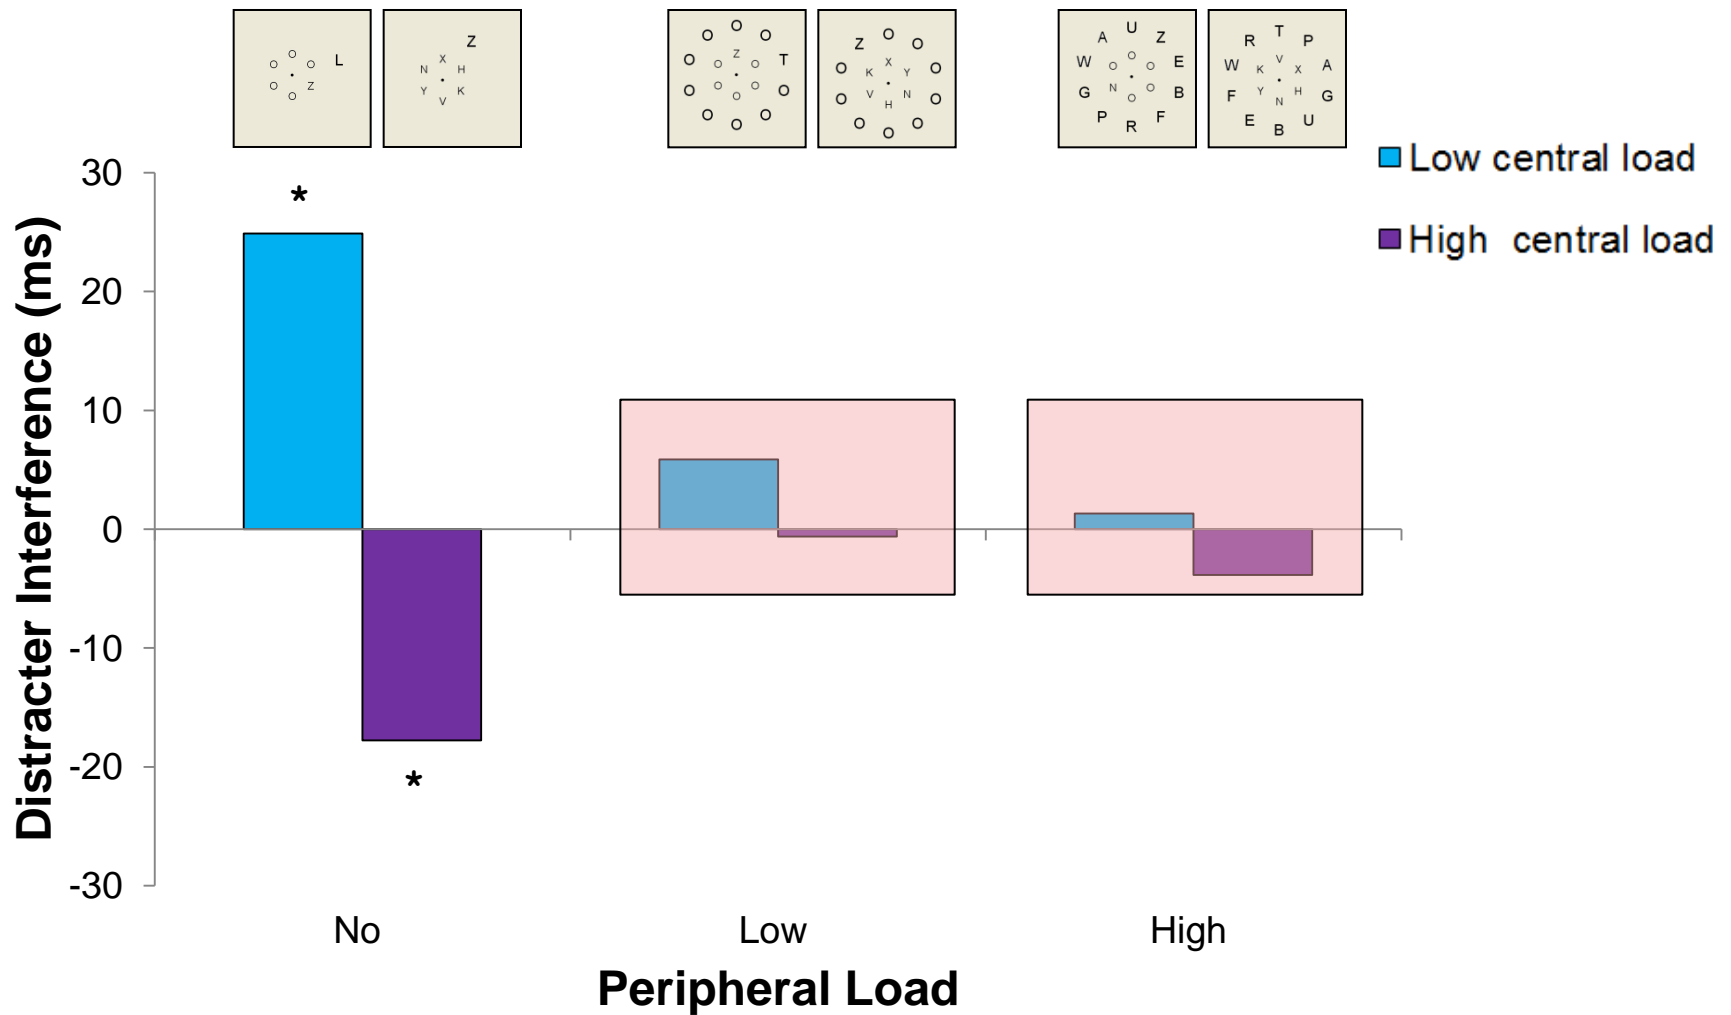 L
O O O O O Z
Z
X
N H
Y K
V
O
O O
O Z T
O O
O O O O
O O
O O
O
Z O O
X
O K Y O
O V N O
H
O O O
U
A Z
W O O O E
G N O B
O
P R F
T
R P
V
W K X A
F Y H G
N
E B U
Low central load
High central load
30
20
10
0
-10
-20
-30
*
*
Distracter Interference (ms)
No Low High
Peripheral Load